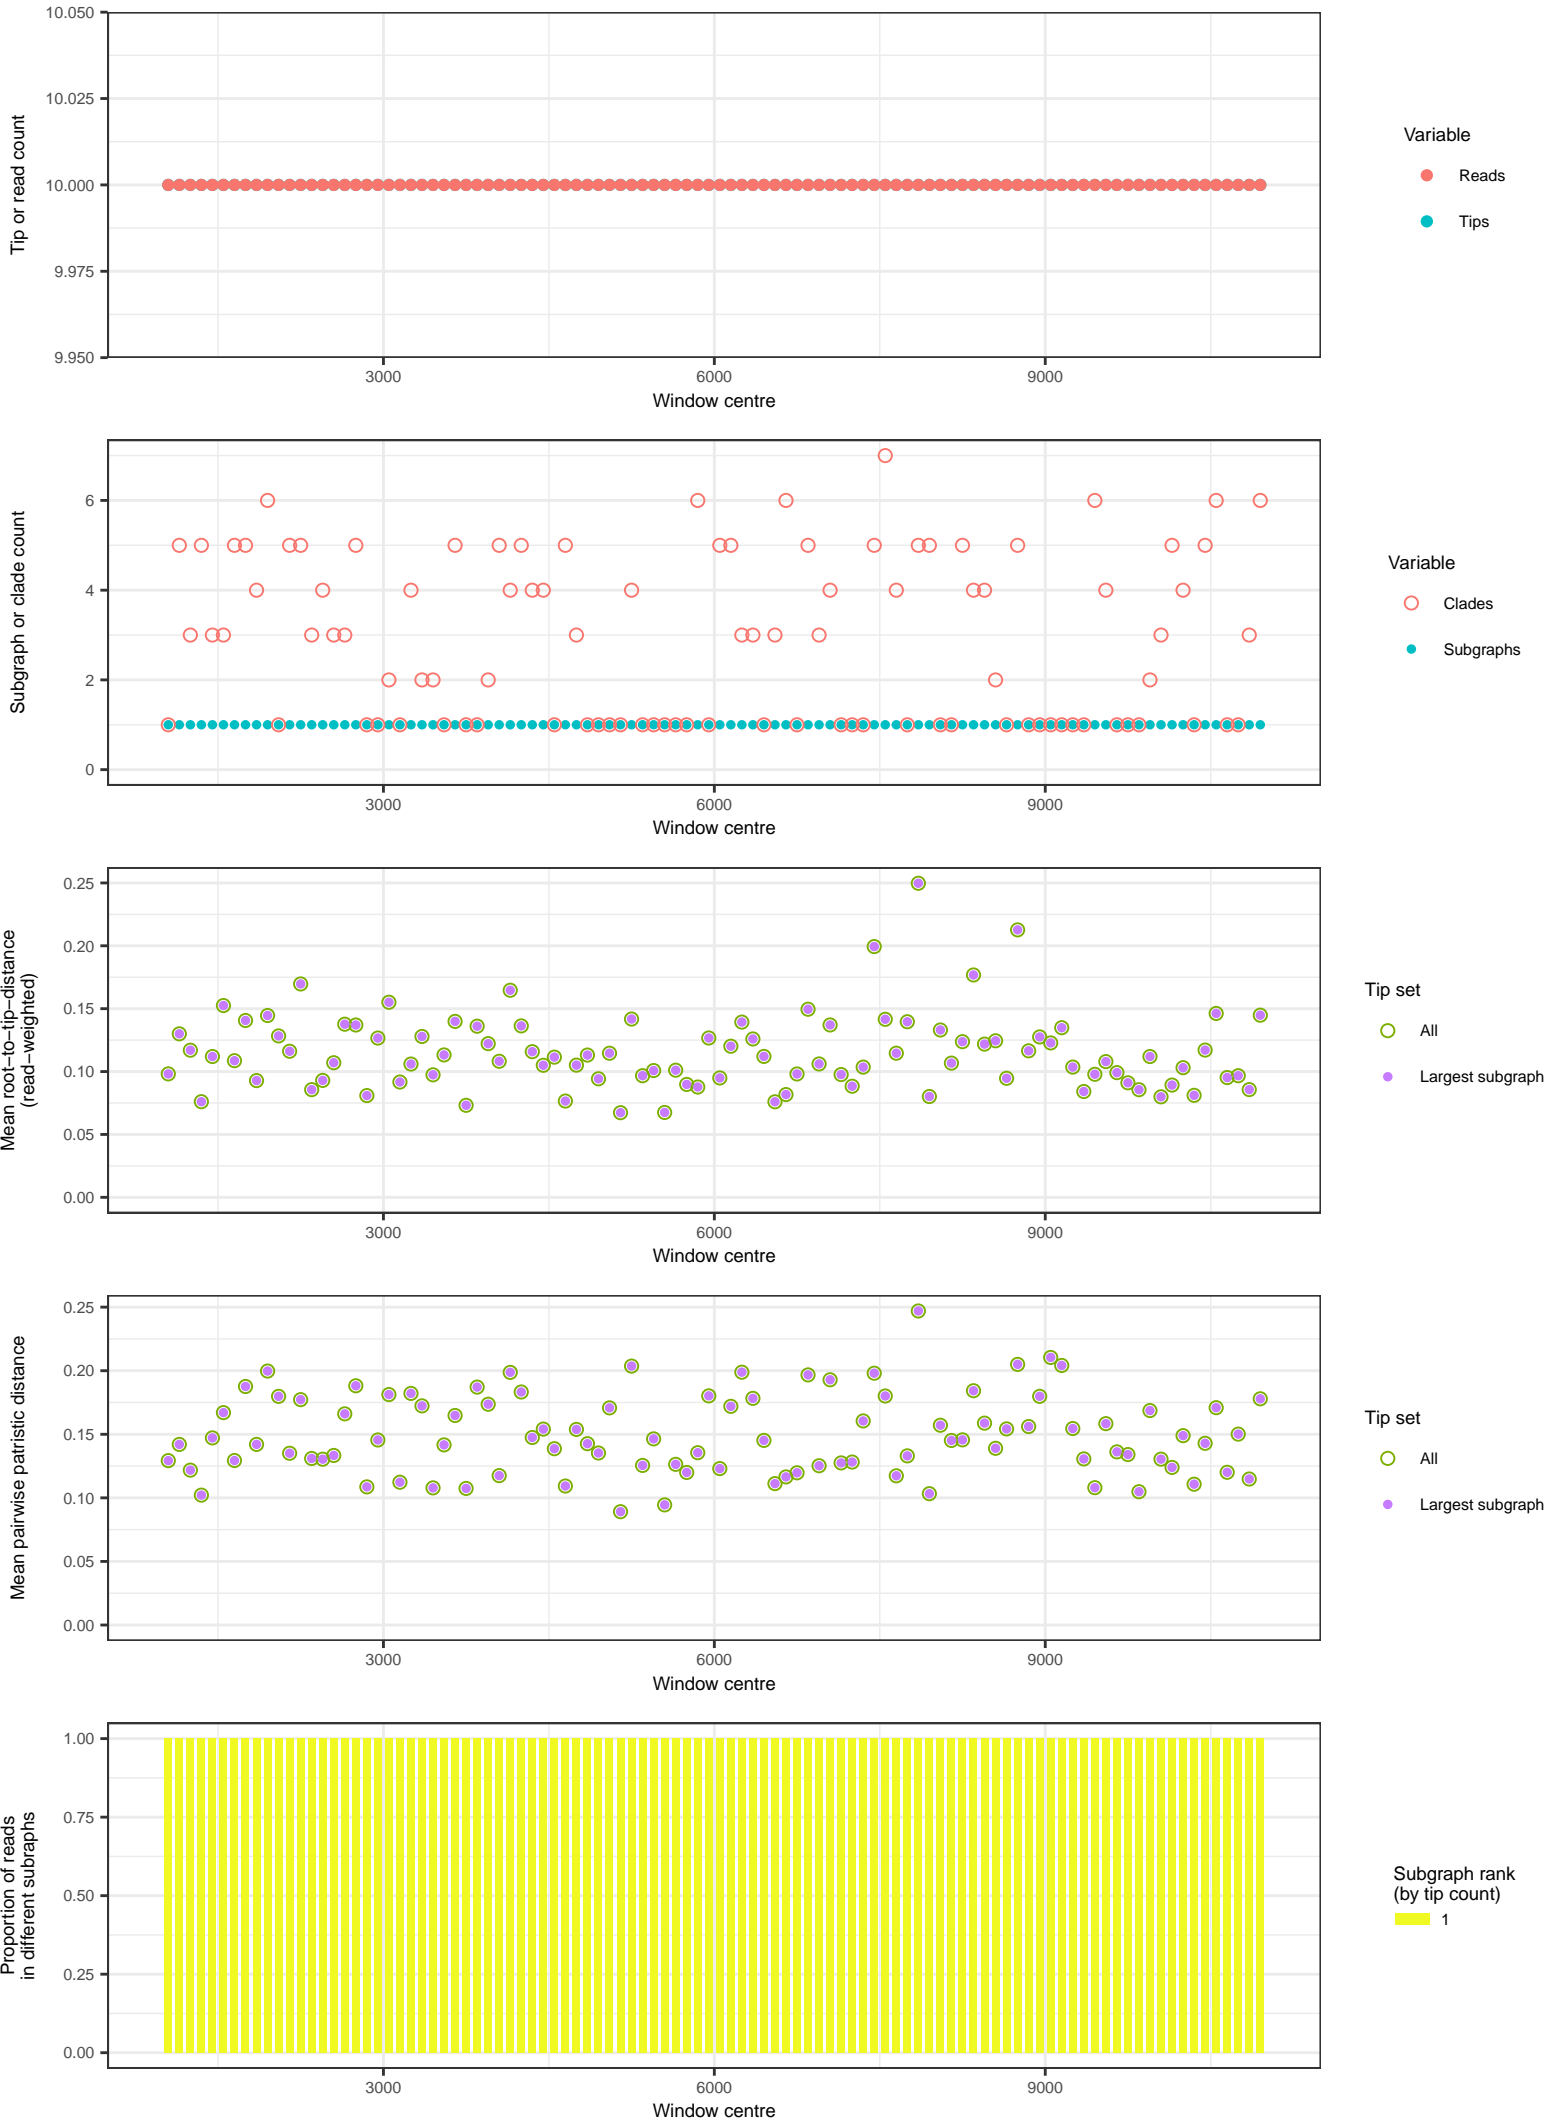 10.050
10.025
10.000
9.975
9.950
Tip or read count
3000 6000 9000
Window centre
Variable
Reads
Tips
6
4
2
0
Subgraph or clade count
3000 6000 9000
Window centre
Variable
Clades
Subgraphs
0.25
0.20
0.15
0.10
0.05
0.00
Mean root−to−tip−distance
(read−weighted)
3000 6000 9000
Window centre
Tip set
All
Largest subgraph
0.25
0.20
0.15
0.10
0.05
0.00
Mean pairwise patristic distance
3000 6000 9000
Window centre
Tip set
All
Largest subgraph
1.00
0.75
0.50
0.25
0.00
Proportion of reads
in different subraphs
3000 6000 9000
Window centre
Subgraph rank
(by tip count)
1